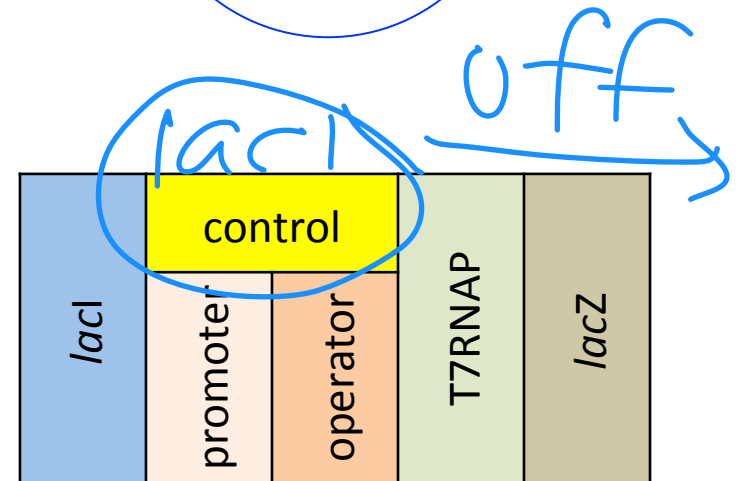 off
lacI
control
lacI
promoter
operator
T7RNAP
lacZ